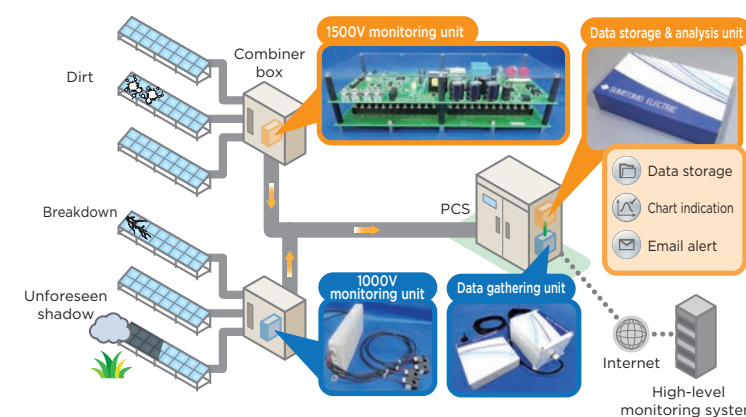 1500V monitoring unit
Data storage & analysis unit
Combiner
box
Dirt
SUMITOMO ELECTRIC
Data storage
PCS
Chart indication
Breakdown
Email alert
1000V
monitoring unit
Data gathering unit
Unforeseen
shadow
Internet
High-level
monitoring system